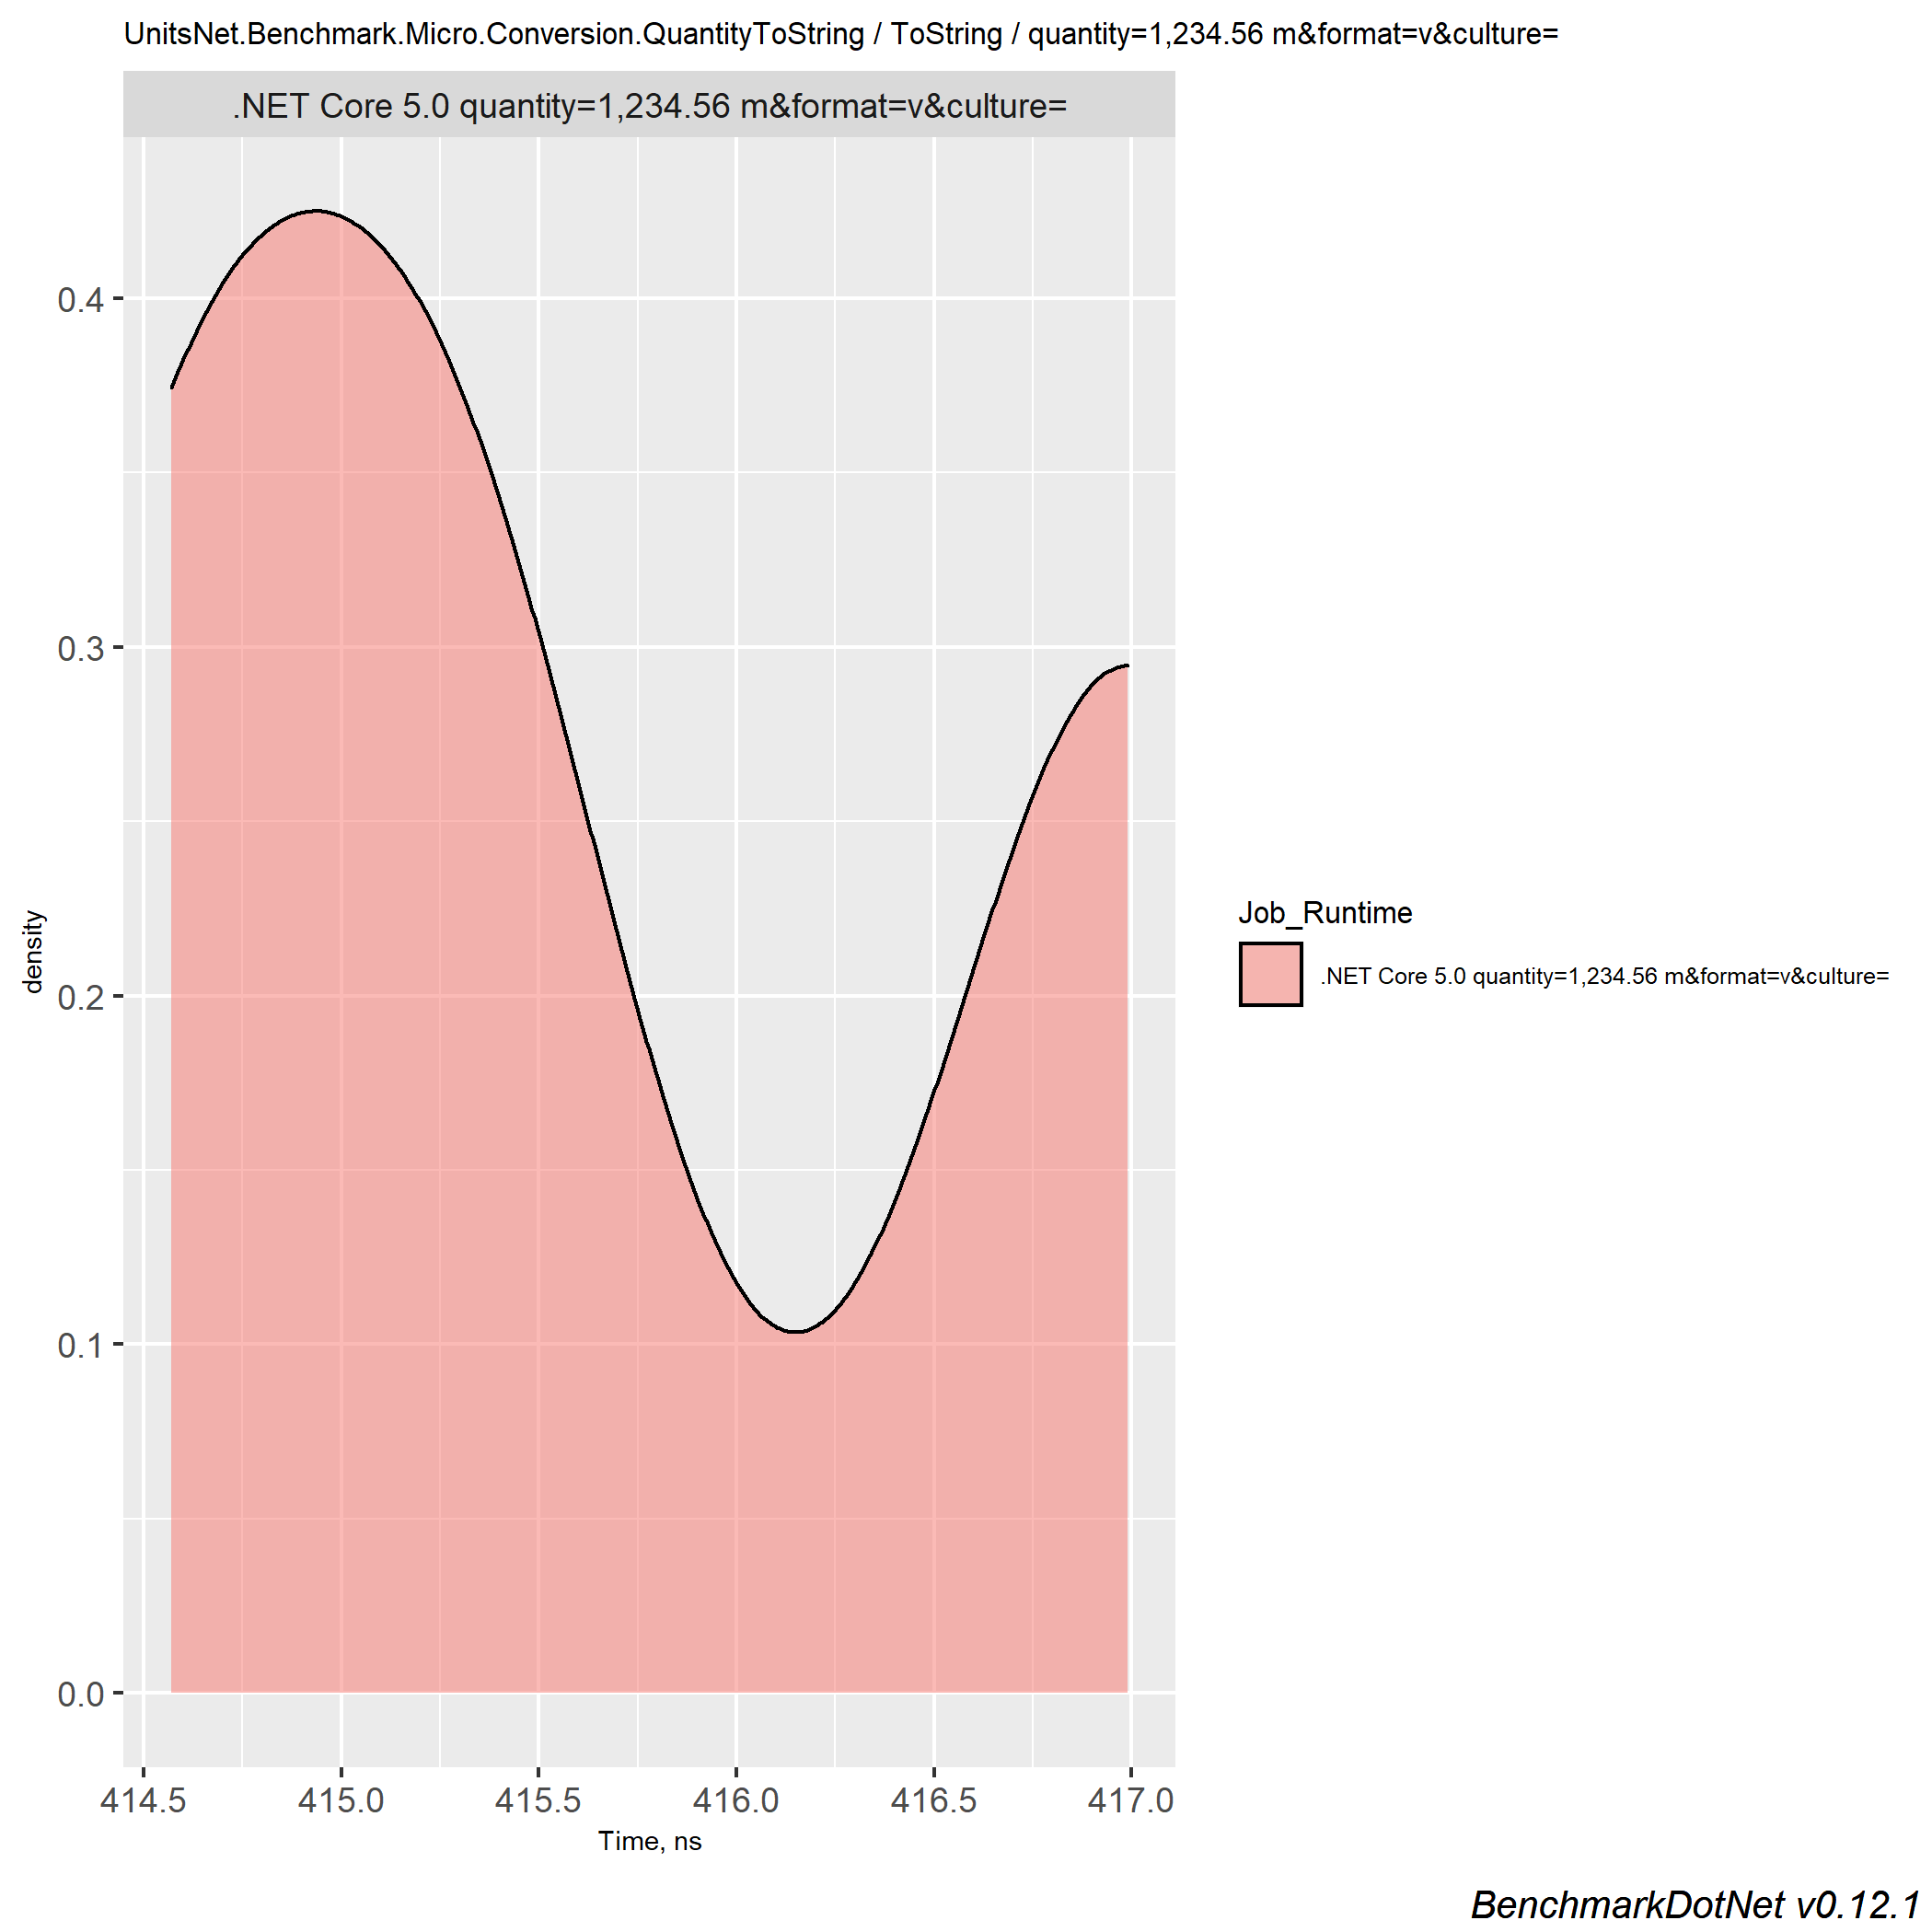 UnitsNet.Benchmark.Micro.Conversion.QuantityToString / ToString / quantity=1,234.56 m&format=v&culture=
.NET Core 5.0 quantity=1,234.56 m&format=v&culture=
0.4
0.3
0.2
0.1
0.0
density
414.5 415.0 415.5 416.0 416.5 417.0
Time, ns
Job_Runtime
.NET Core 5.0 quantity=1,234.56 m&format=v&culture=
BenchmarkDotNet v0.12.1